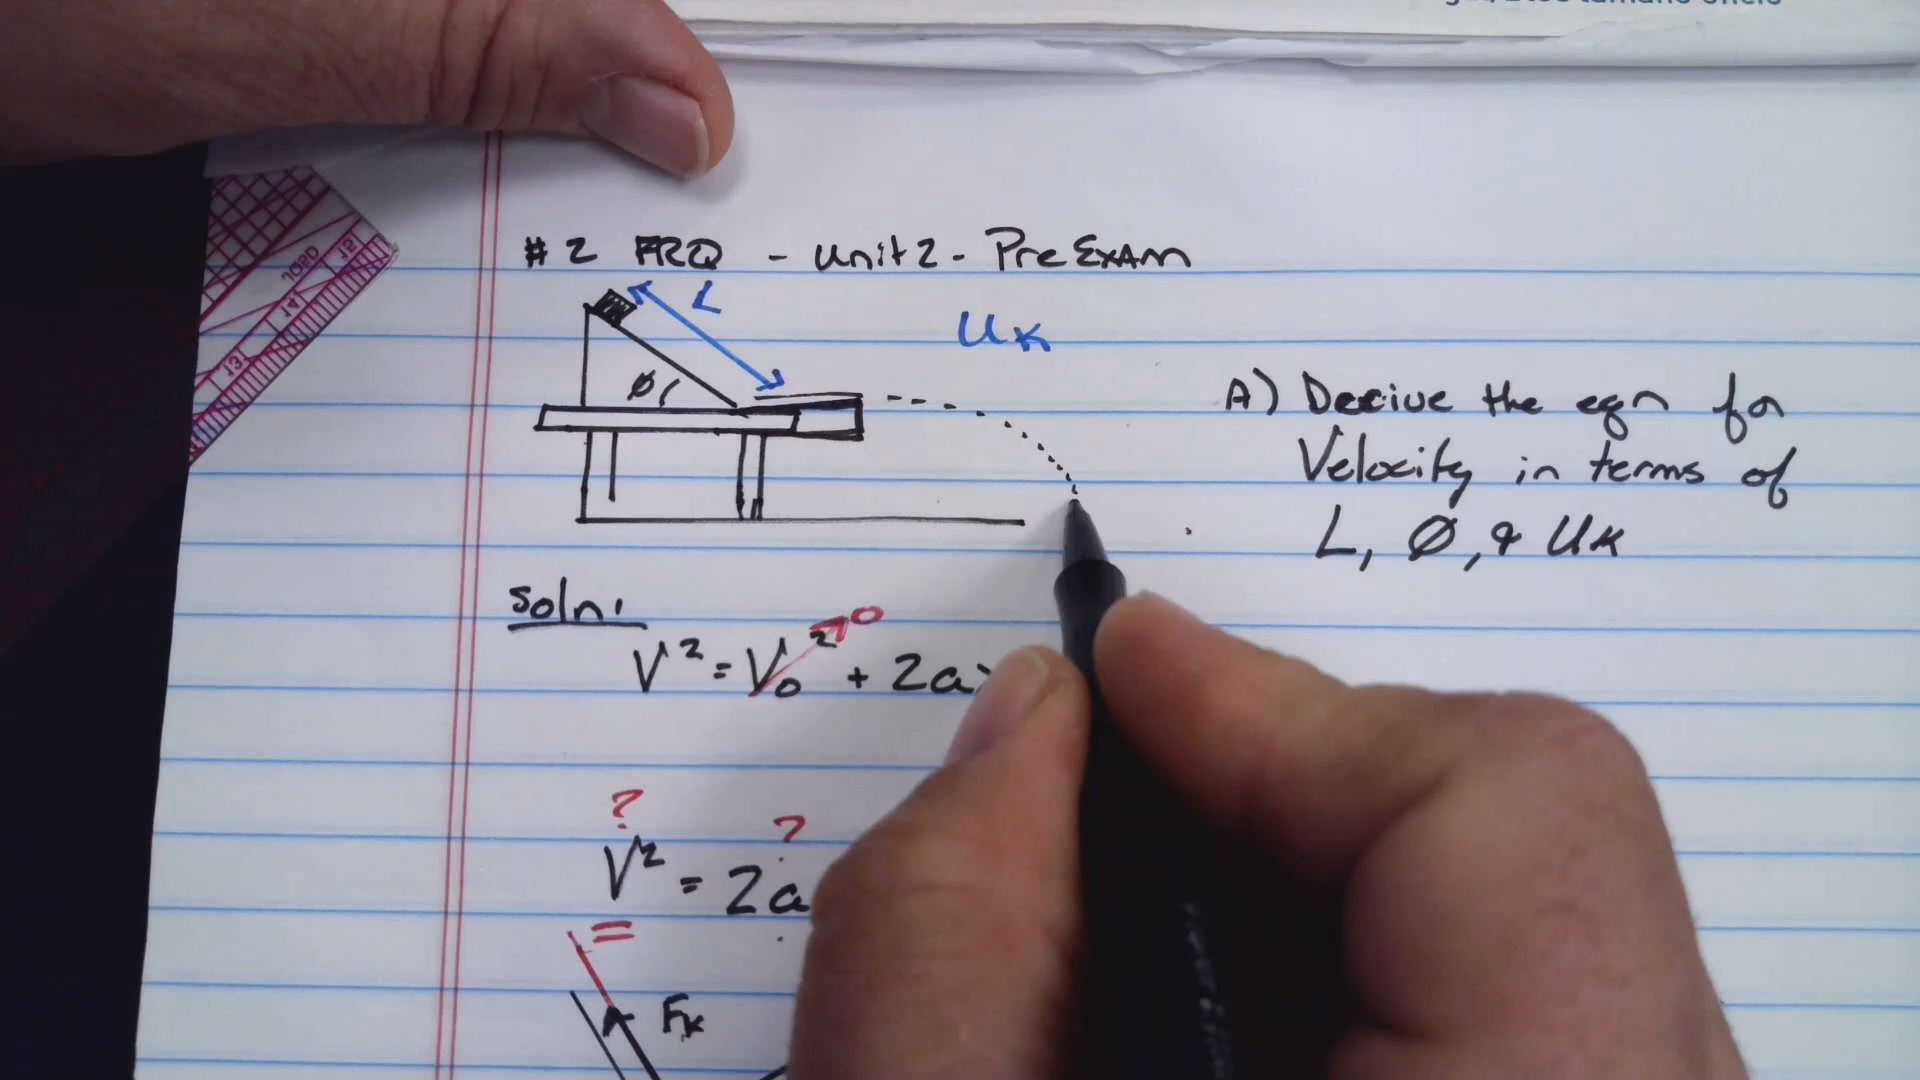 # 2 FRQ - Unit 2 - Pre Exam
L
UK
Ø
A) Derive the eqn for
Velocity in terms of
L, Ø, & UK
Soln:
V² = V₀² + 2a
0
? ?
V² = 2a
FK